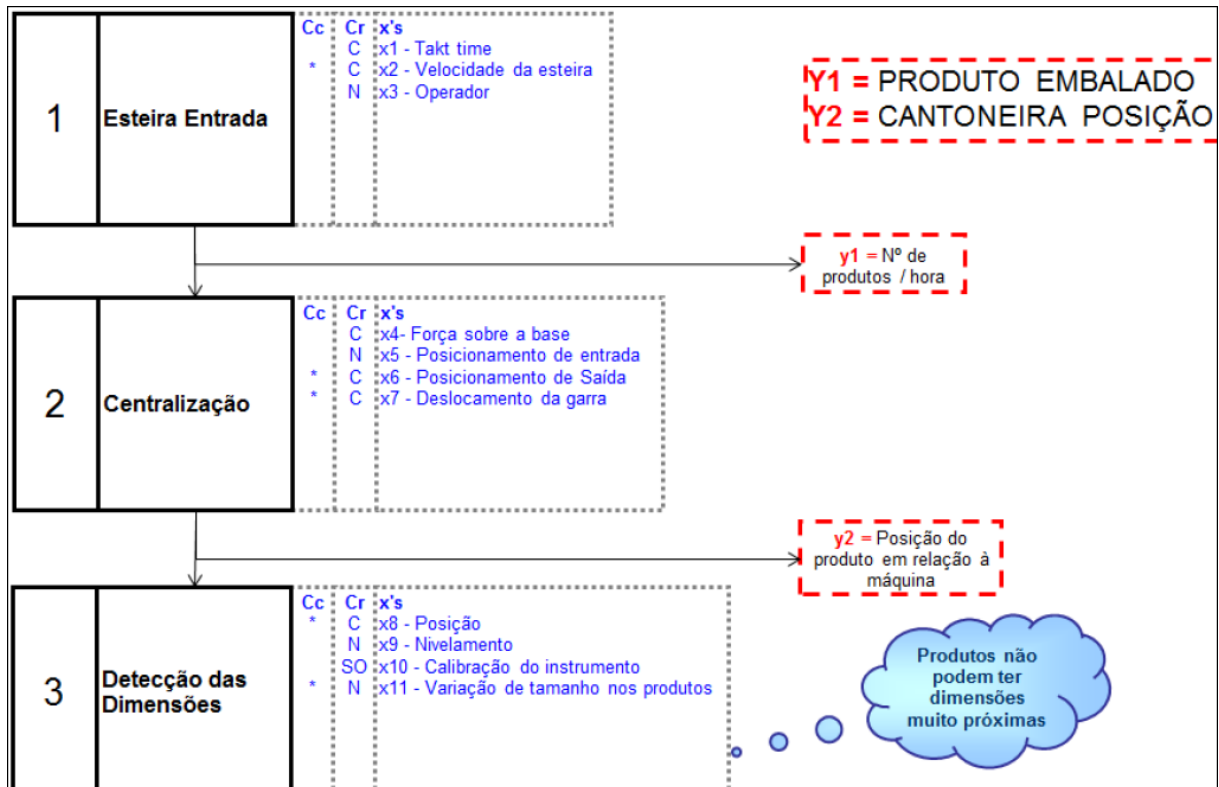 Cc Cr x's
C x1 - Takt time
* C x2 - Velocidade da esteira
N x3 - Operador
1 Esteira Entrada
Y1 = PRODUTO EMBALADO
Y2 = CANTONEIRA POSIÇÃO
y1 = Nº de
produtos / hora
Cc Cr x's
C x4- Força sobre a base
N x5 - Posicionamento de entrada
* C x6 - Posicionamento de Saída
* C x7 - Deslocamento da garra
2 Centralização
y2 = Posição do
produto em relação à
máquina
Cc Cr x's
* C x8 - Posição
N x9 - Nivelamento
SO x10 - Calibração do instrumento
* N x11 - Variação de tamanho nos produtos
3 Detecção das
Dimensões
Produtos não
podem ter
dimensões
muito próximas